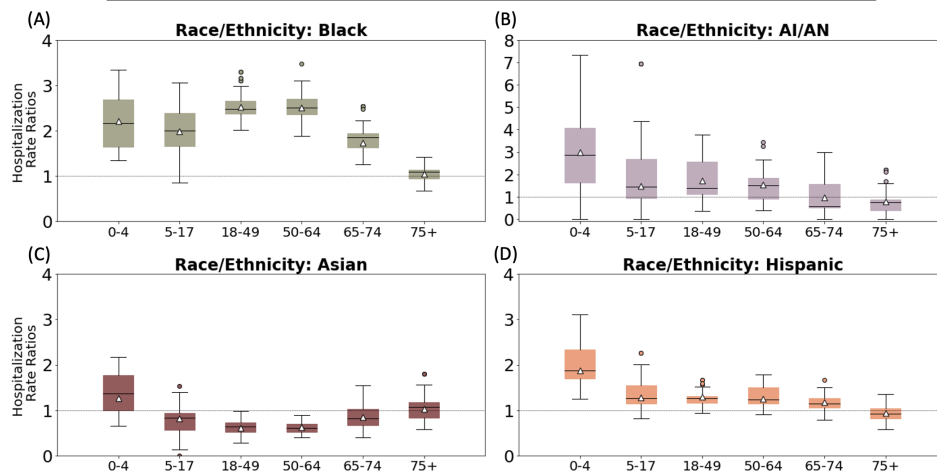 (A)
Race/Ethnicity: Black
Hospitalization
Rate Ratios
4
3
2
1
0
0-4 5-17 18-49 50-64 65-74 75+
(B)
Race/Ethnicity: AI/AN
8
7
6
5
4
3
2
1
0
0-4 5-17 18-49 50-64 65-74 75+
(C)
Race/Ethnicity: Asian
Hospitalization
Rate Ratios
4
3
2
1
0
0-4 5-17 18-49 50-64 65-74 75+
(D)
Race/Ethnicity: Hispanic
4
3
2
1
0
0-4 5-17 18-49 50-64 65-74 75+